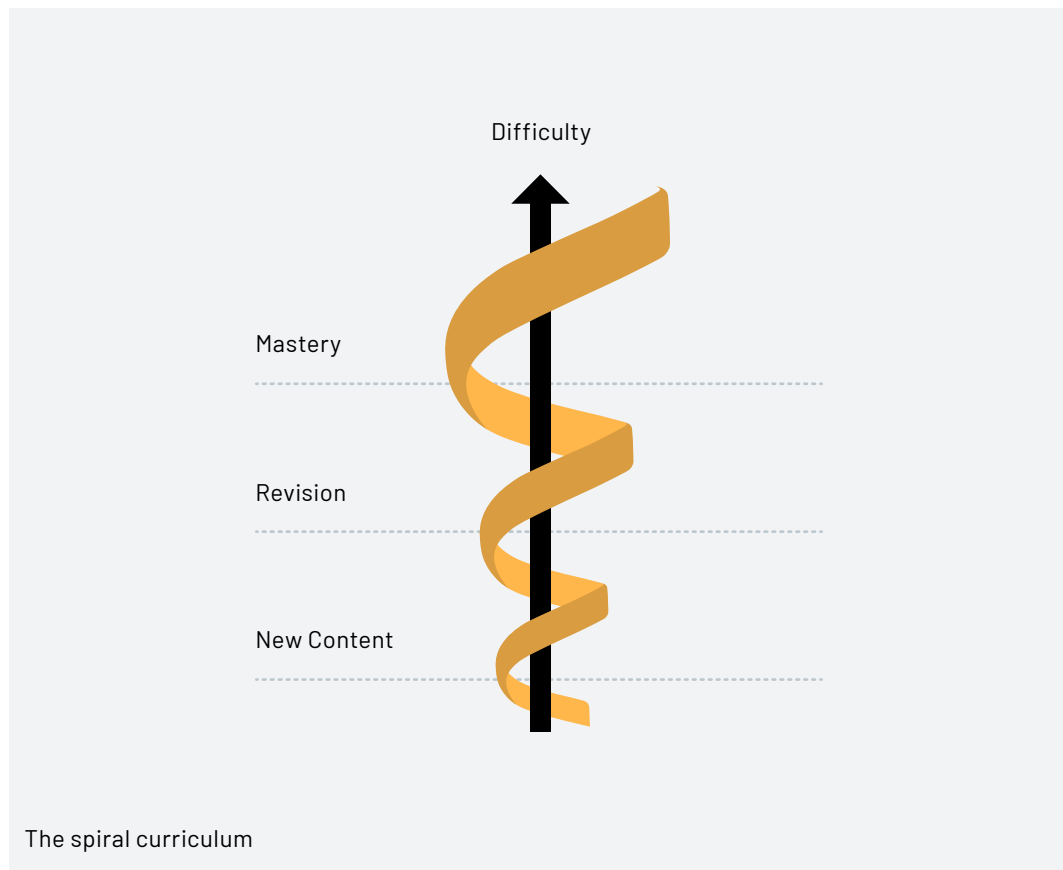 Difficulty
Mastery
Revision
New Content
The spiral curriculum